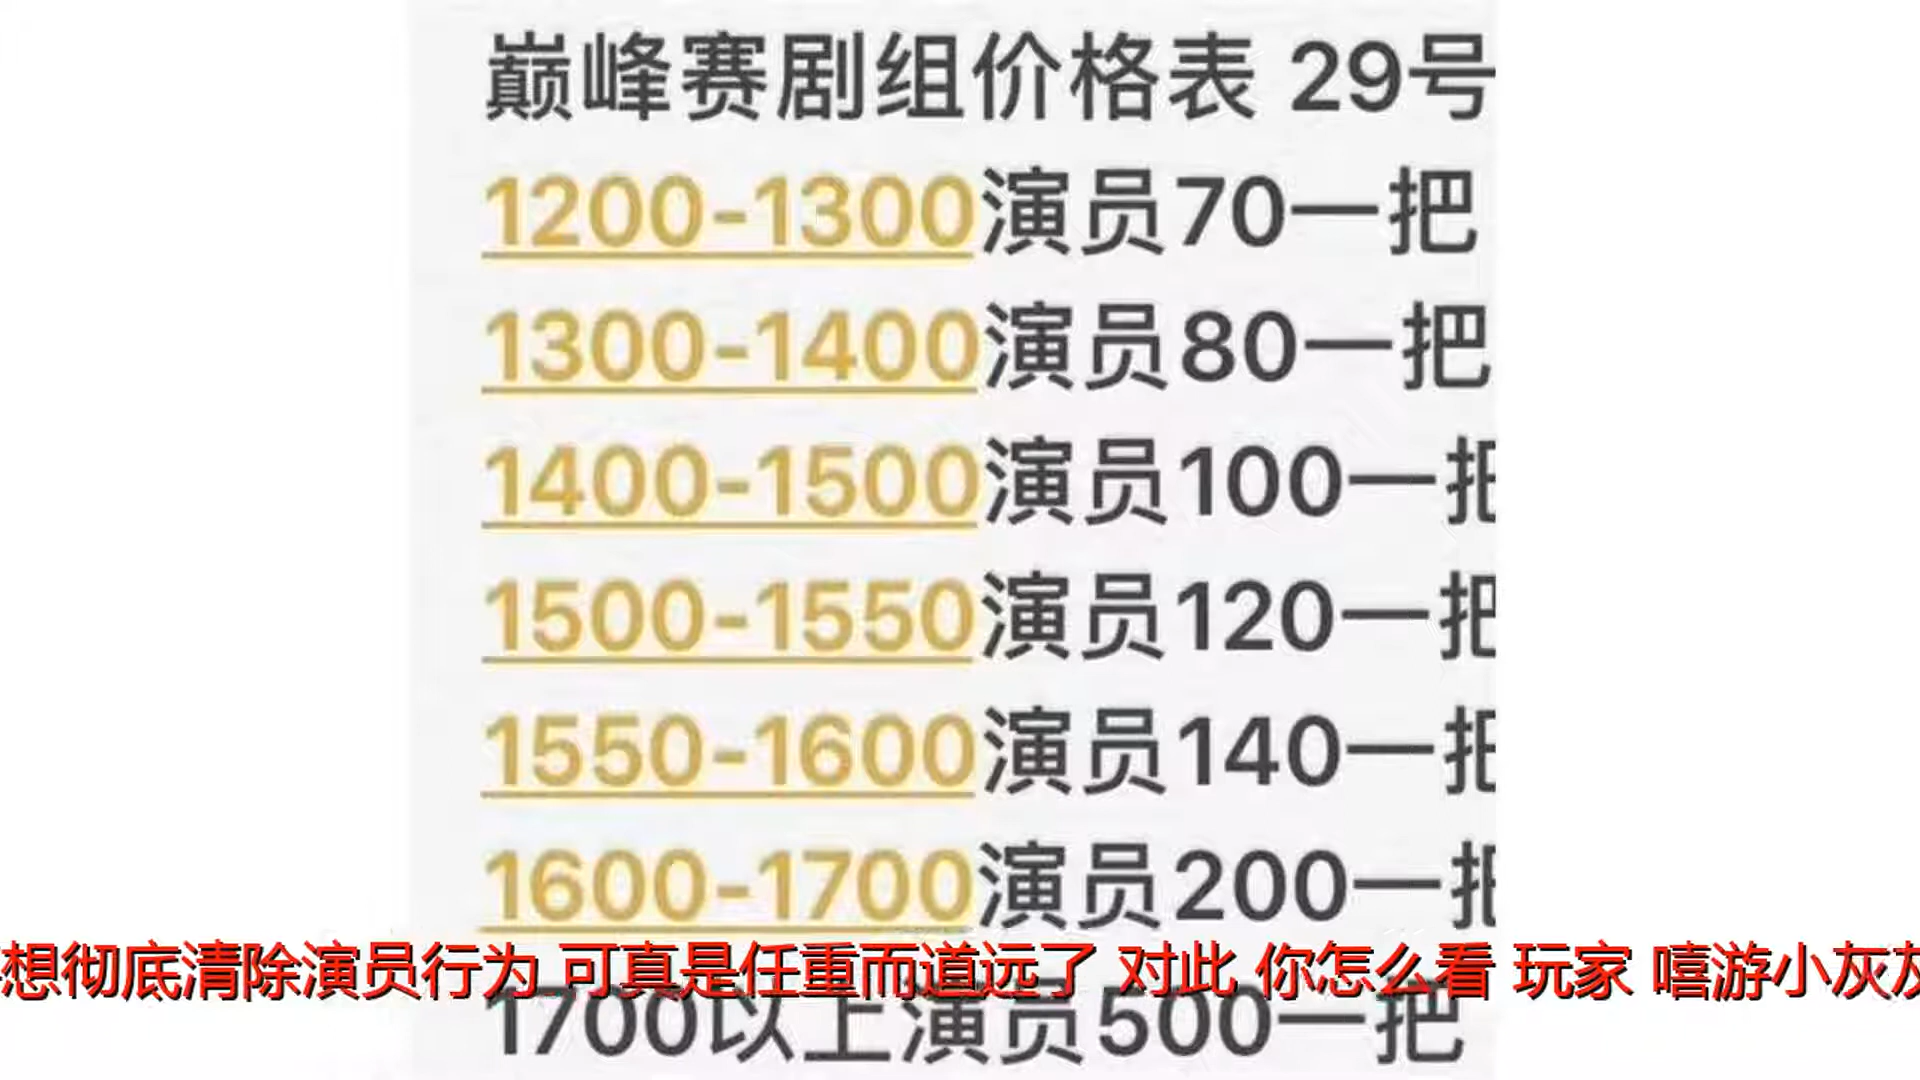 巅峰赛剧组价格表 29号
1200-1300演员70一把
1300-1400演员80一把
1400-1500演员100一把
1500-1550演员120一把
1550-1600演员140一把
1600-1700演员200一把
想彻底清除演员行为 可真是任重而道远了 对此 你怎么看 玩家 嘻游小灰灰
1700以上演员500一把